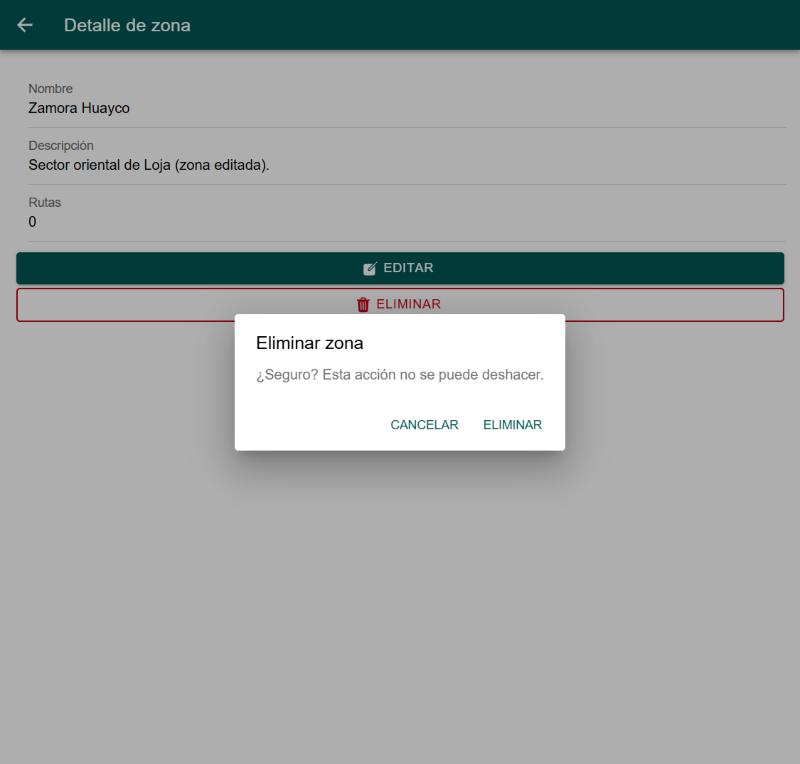 Detalle de zona
Nombre
Zamora Huayco
Descripción
Sector oriental de Loja (zona editada).
Rutas
0
EDITAR
ELIMINAR
Eliminar zona
¿Seguro? Esta acción no se puede deshacer.
CANCELAR ELIMINAR